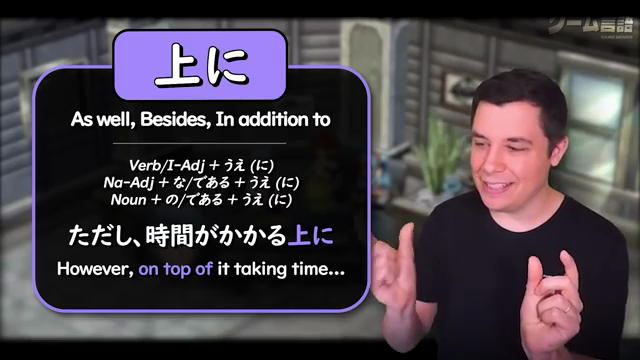 ゲーム言語
上に
As well, Besides, In addition to
Verb/I-Adj + うえ (に)
Na-Adj + な/である + うえ (に)
Noun + の/である + うえ (に)
ただし、時間がかかる上に
However, on top of it taking time...